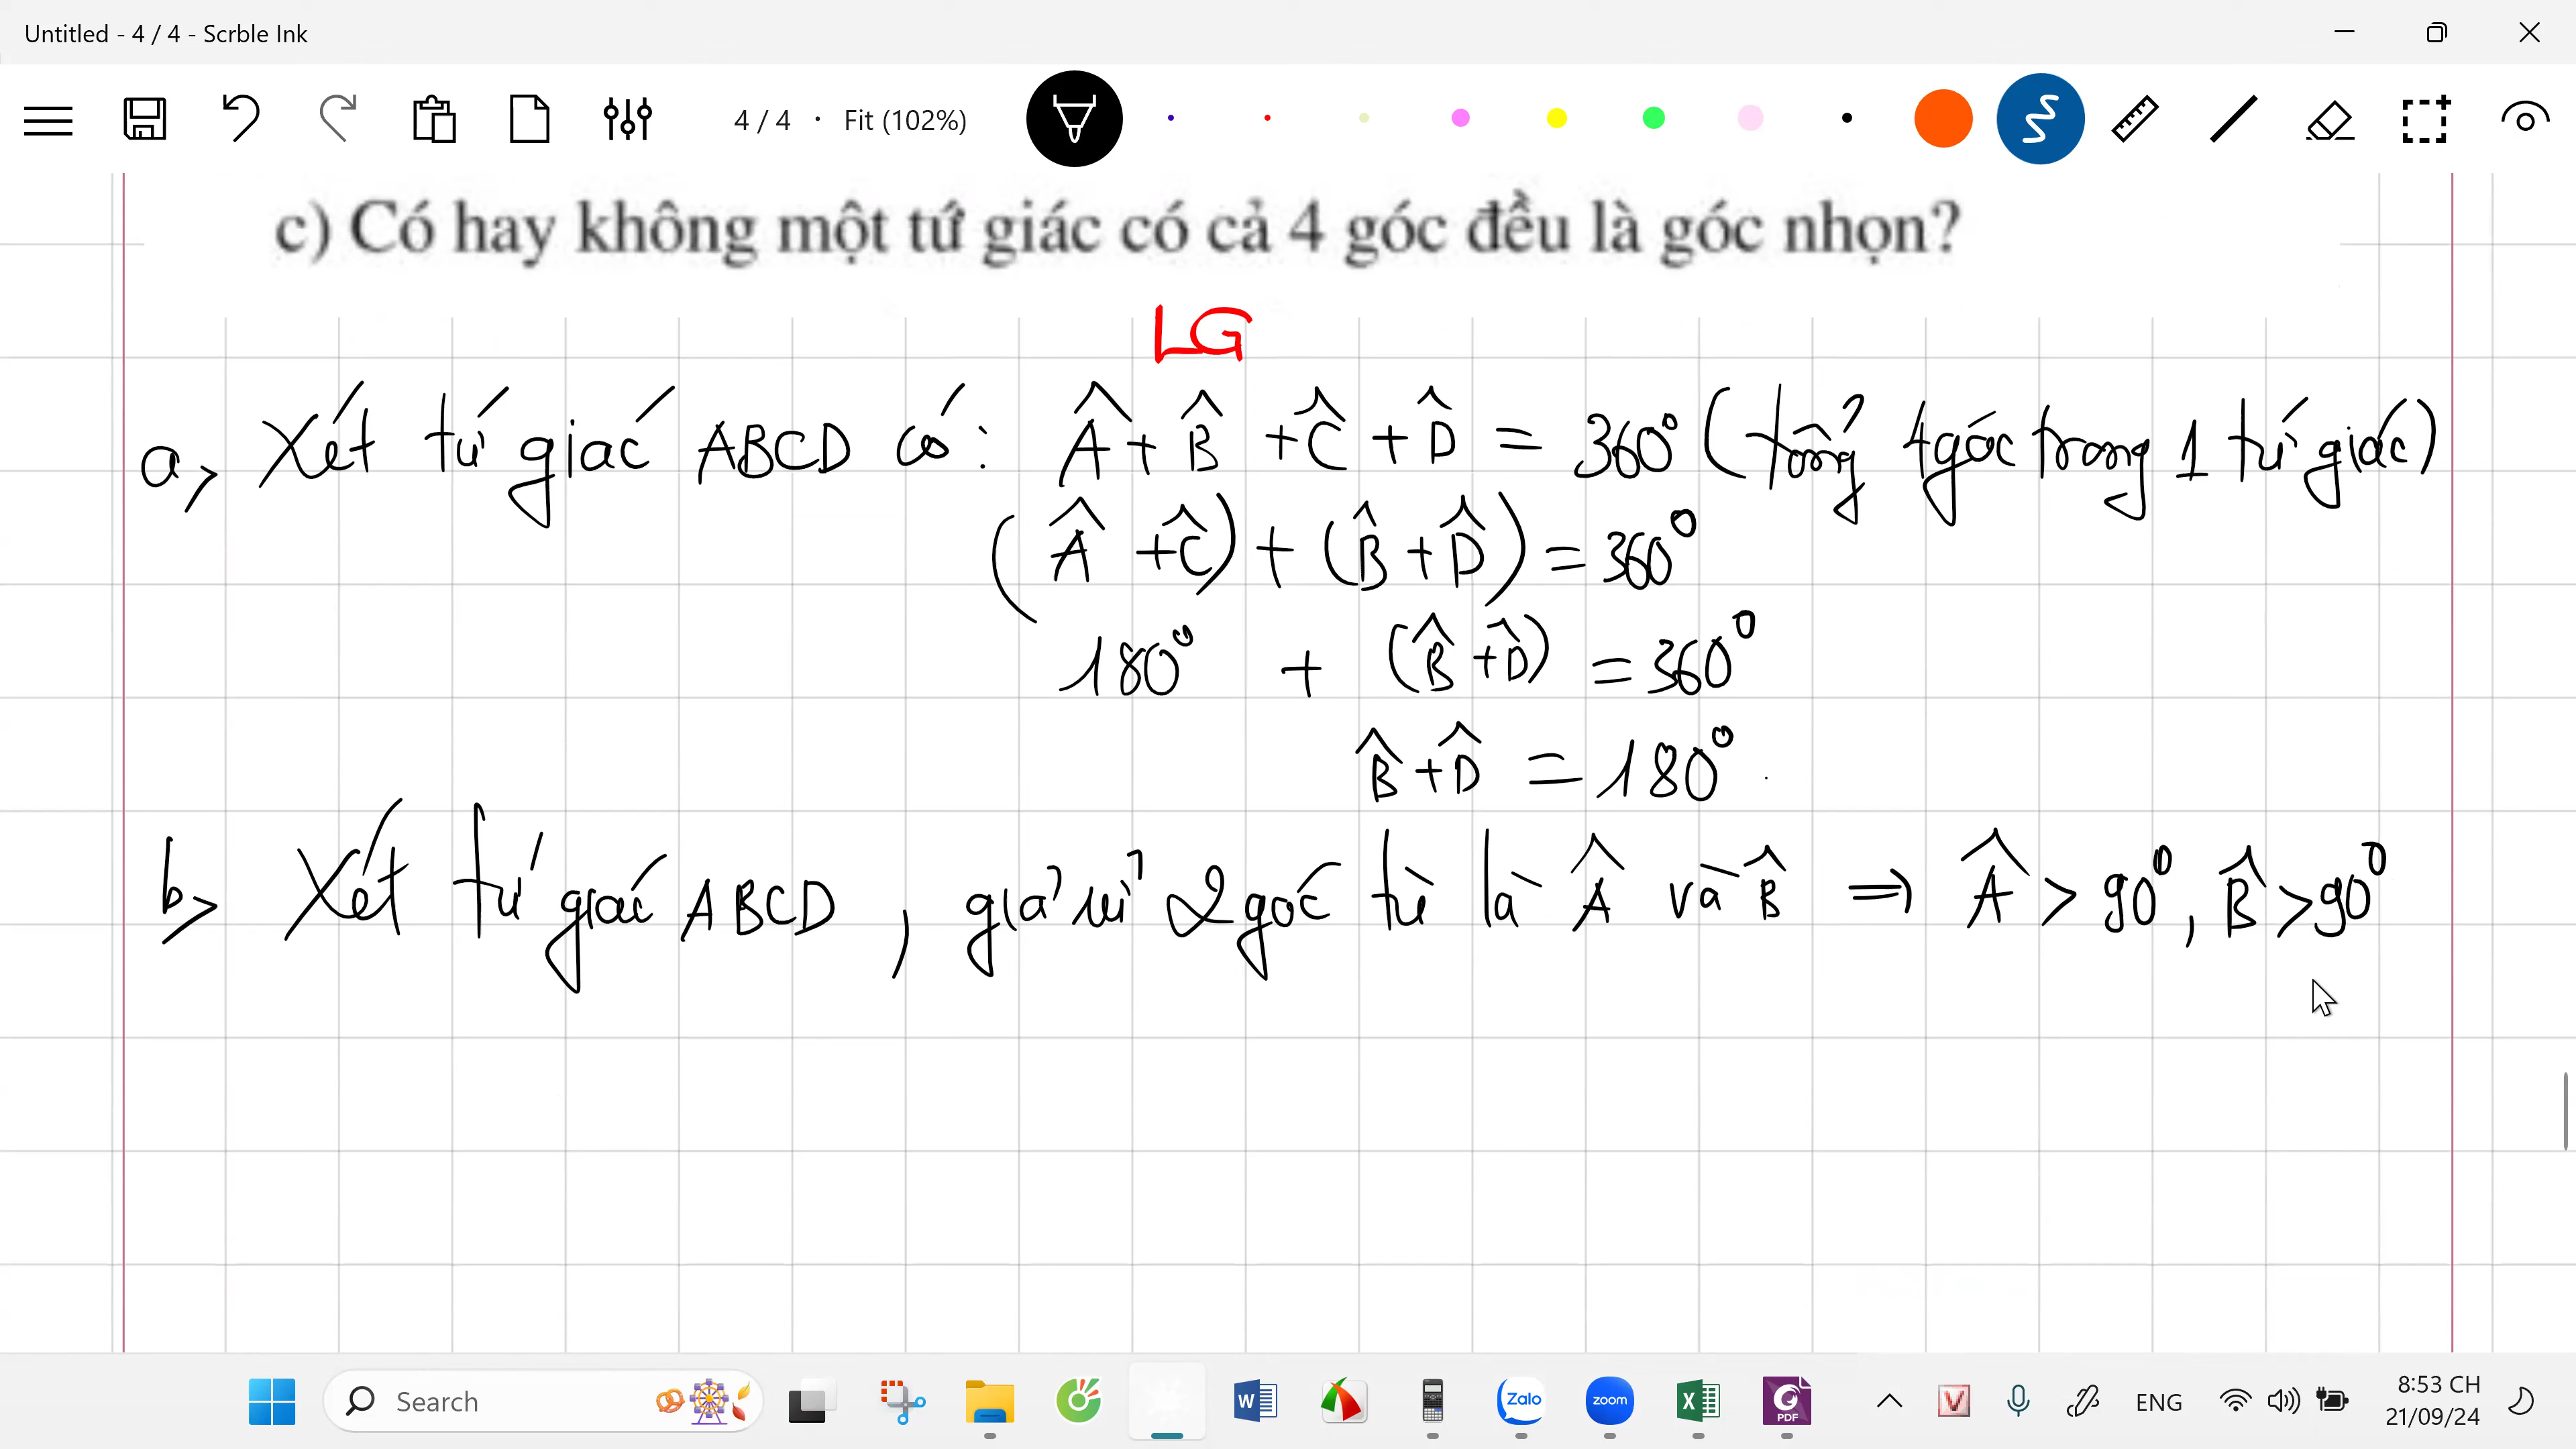 Untitled - 4 / 4 - Scrble Ink
4 / 4 · Fit (102%)
c) Có hay không một tứ giác có cả 4 góc đều là góc nhọn?
LG
a, Xét tứ giác ABCD có: Â + B̂ + Ĉ + D̂ = 360° (tổng 4 góc trong 1 tứ giác)
(Â + Ĉ) + (B̂ + D̂) = 360°
180° + (B̂ + D̂) = 360°
B̂ + D̂ = 180°.
b, Xét tứ giác ABCD, giả sử 2 góc tù là Â và B̂ ⇒ Â > 90°, B̂ > 90°
Search
W
Zalo
zoom
X
PDF
V
ENG
8:53 CH
21/09/24